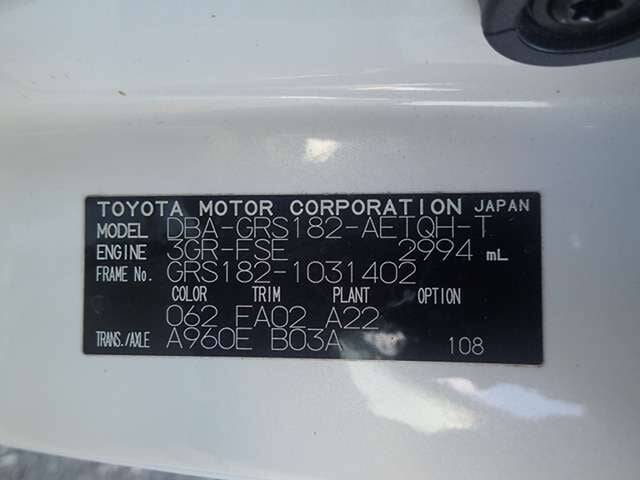 TOYOTA MOTOR CORPORATION JAPAN
MODEL DBA-GRS182-AETQH-T
ENGINE 3GR-FSE 2994 mL
FRAME No. GRS182-1031402
COLOR TRIM PLANT OPTION
062 FA02 A22
TRANS./AXLE A960E B03A 108